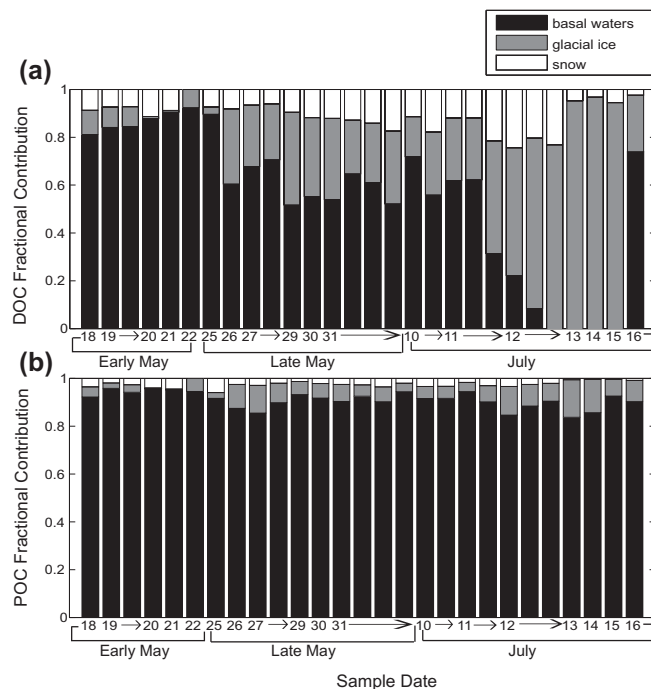 basal waters
glacial ice
snow
(a)
DOC Fractional Contribution
1
0.8
0.6
0.4
0.2
0
18 19 → 20 21 22 25 26 27 → 29 30 31 → 10 → 11 → 12 → 13 14 15 16 →
Early May Late May July
(b)
POC Fractional Contribution
1
0.8
0.6
0.4
0.2
0
18 19 → 20 21 22 25 26 27 → 29 30 31 → 10 → 11 → 12 → 13 14 15 16 →
Early May Late May July
Sample Date